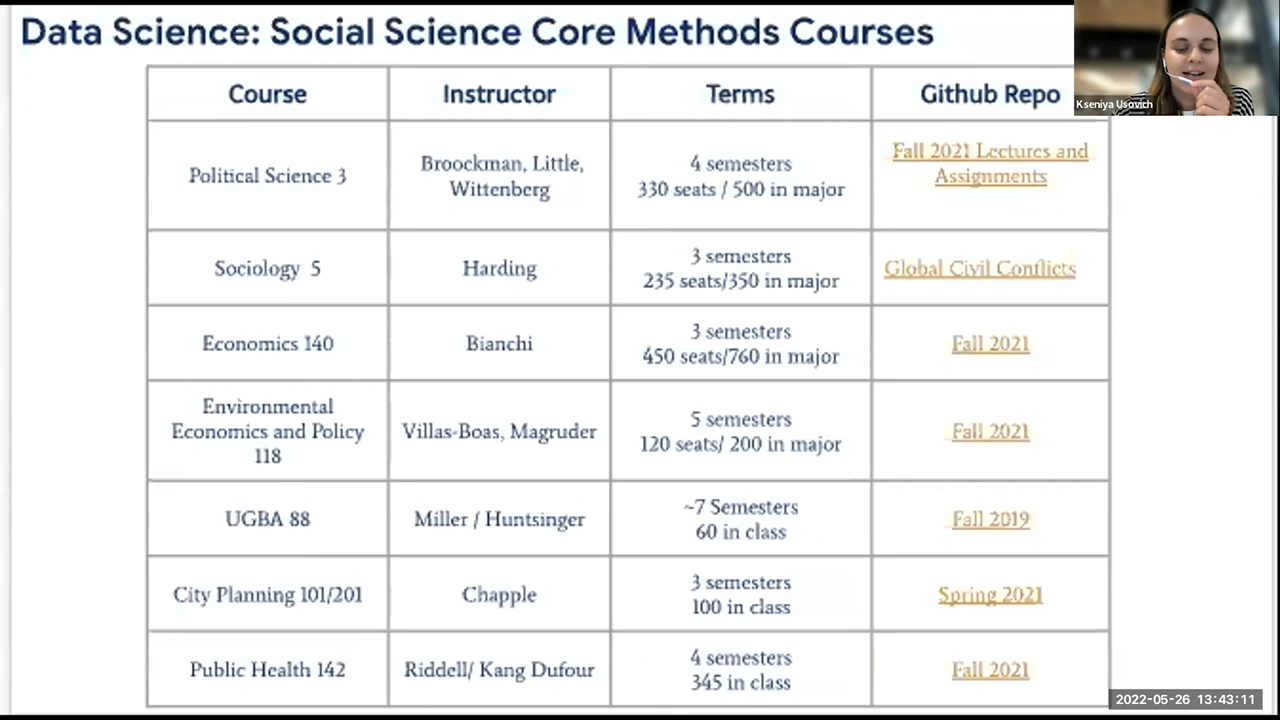 Data Science: Social Science Core Methods Courses
Kseniya Usovich
Course Instructor Terms Github Repo
Political Science 3
Broockman, Little,
Wittenberg
4 semesters
330 seats / 500 in major
Fall 2021 Lectures and
Assignments
Sociology 5
Harding
3 semesters
235 seats/350 in major
Global Civil Conflicts
Economics 140
Bianchi
3 semesters
450 seats/760 in major
Fall 2021
Environmental
Economics and Policy
118
Villas-Boas, Magruder
5 semesters
120 seats/ 200 in major
Fall 2021
UGBA 88
Miller / Huntsinger
~7 Semesters
60 in class
Fall 2019
City Planning 101/201
Chapple
3 semesters
100 in class
Spring 2021
Public Health 142
Riddell/ Kang Dufour
4 semesters
345 in class
Fall 2021
2022-05-26 13:43:11